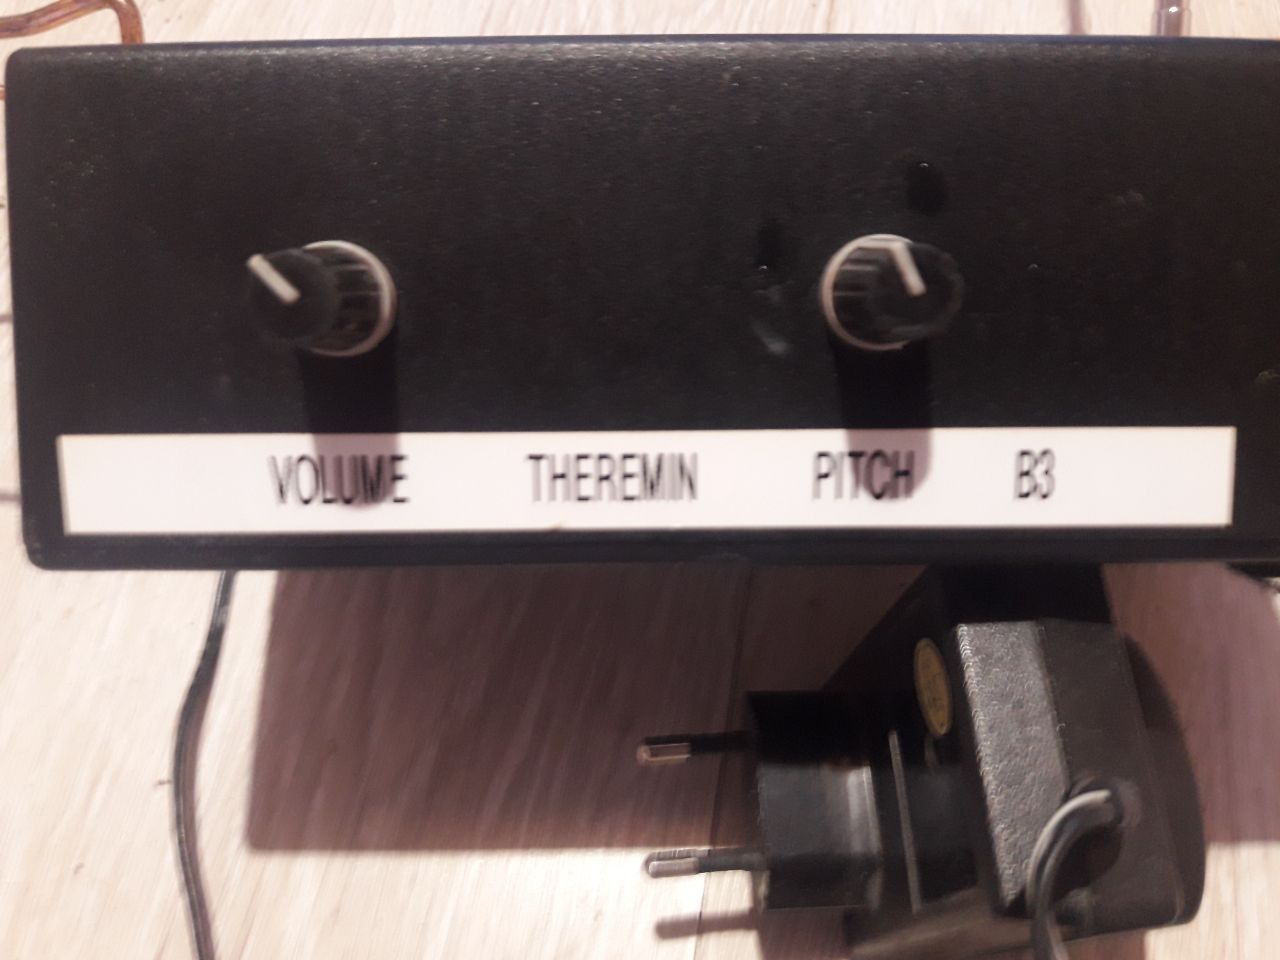 VOLUME THEREMIN PITCH B3